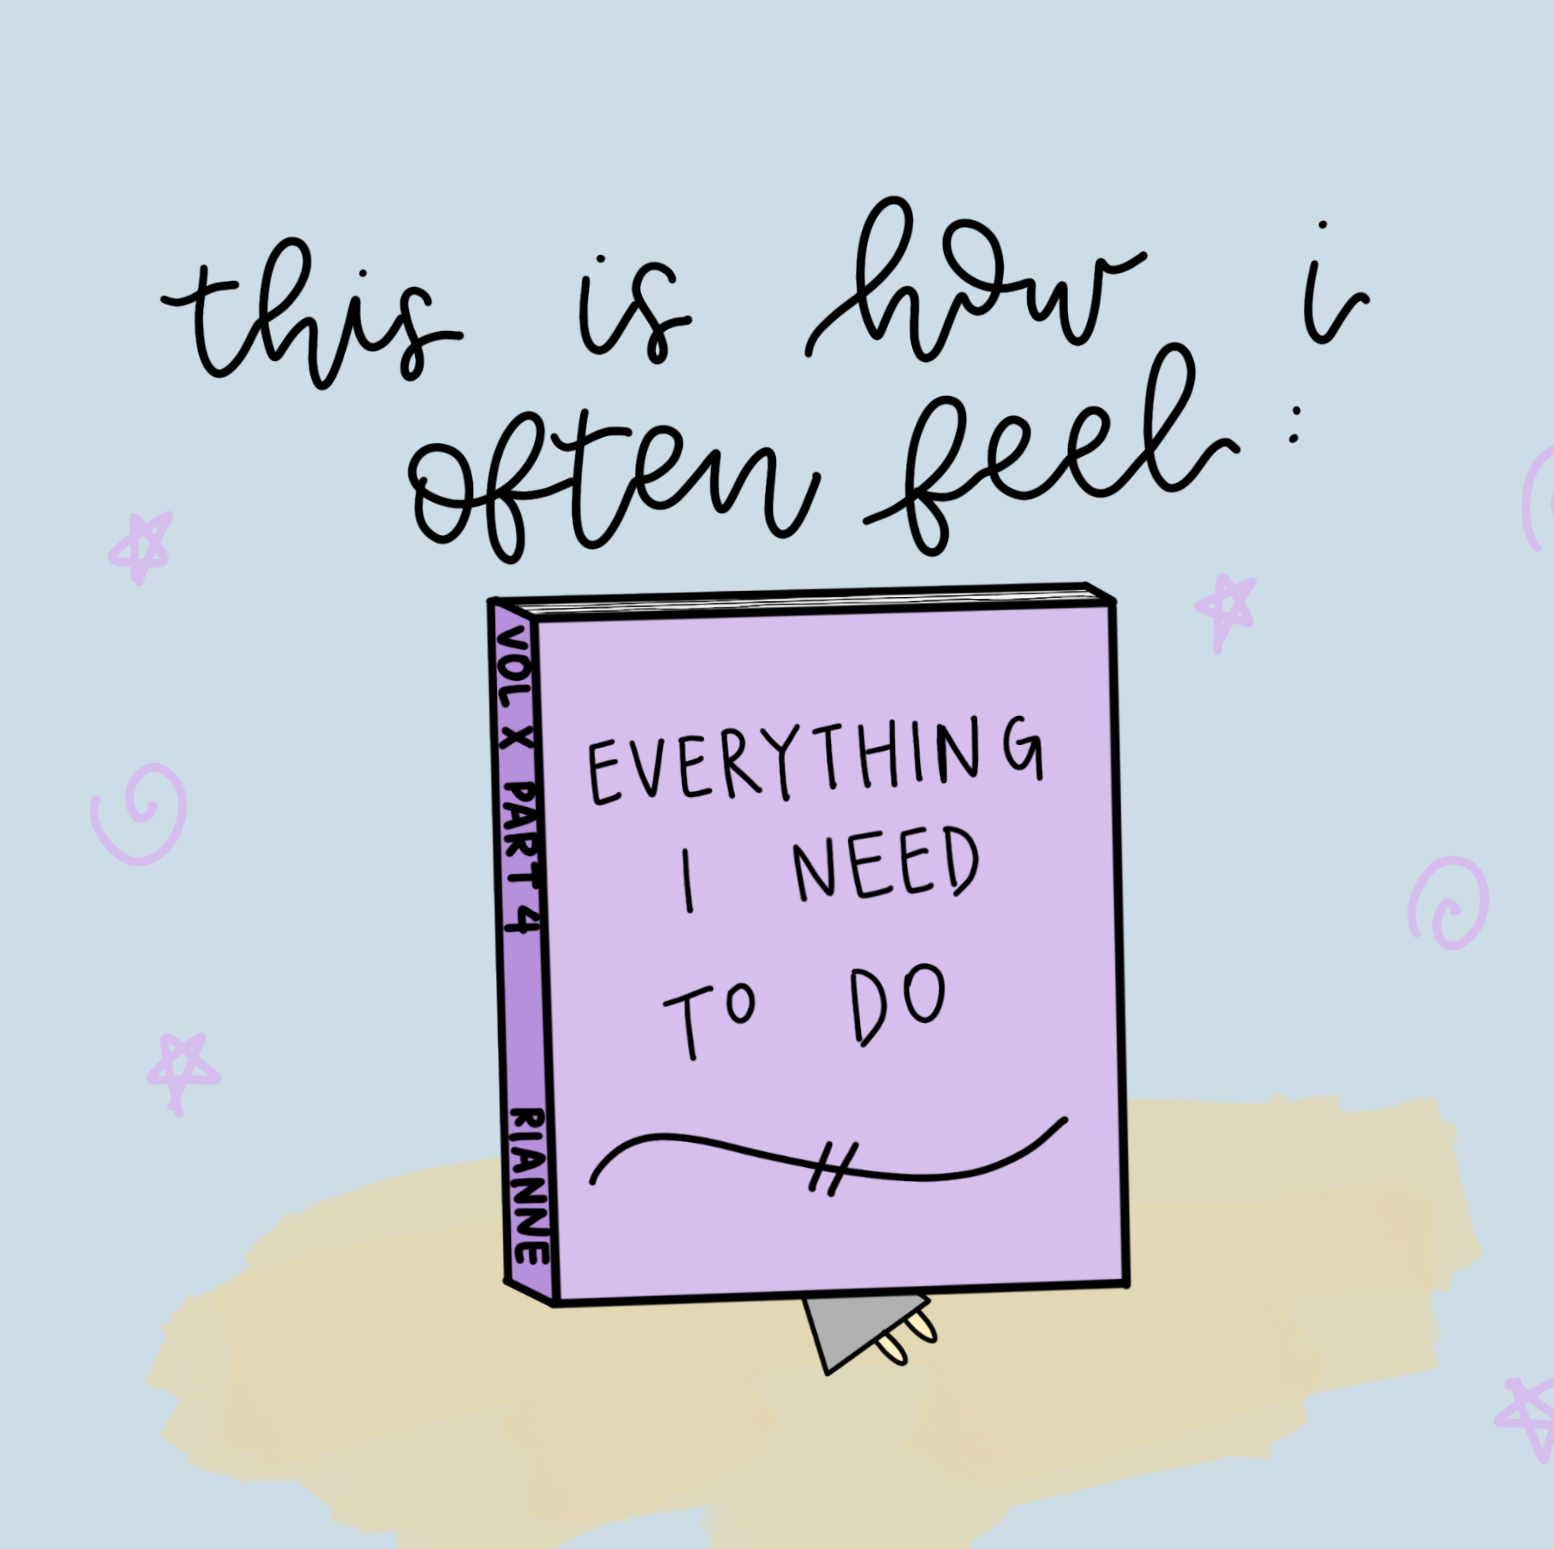 this is how i
often feel:
VOL X PART 4 RIANNE
EVERYTHING
I NEED
TO DO